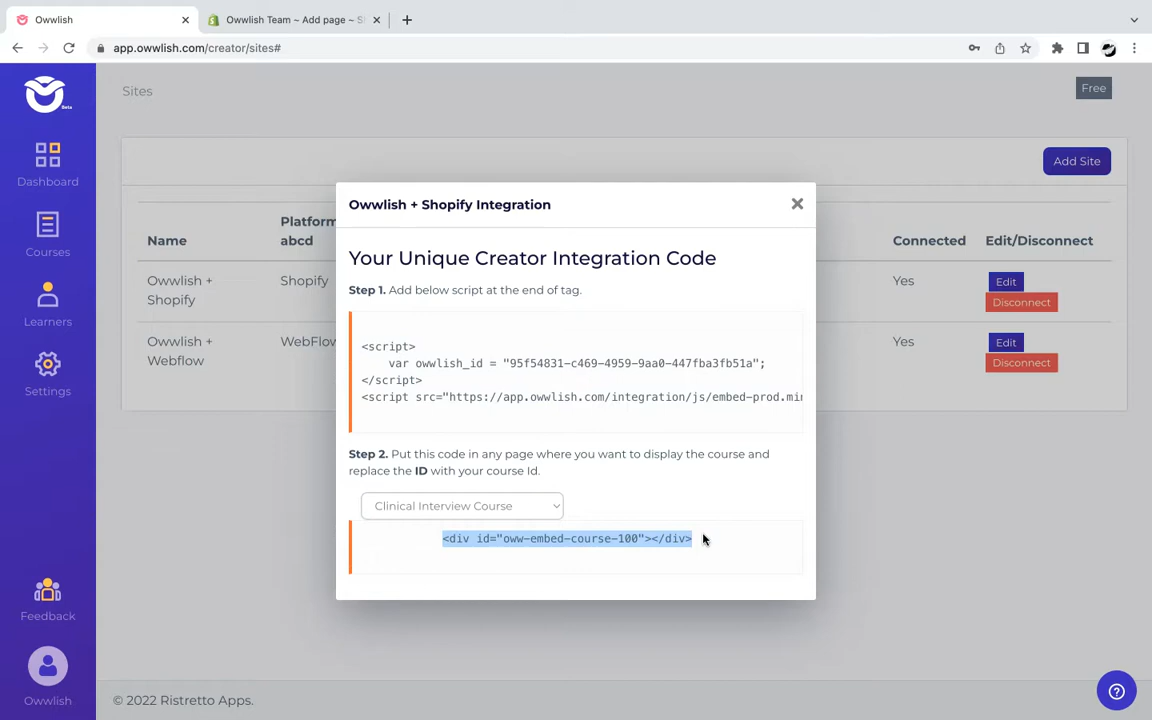 Owwlish
Owwlish Team ~ Add page ~ S
app.owwlish.com/creator/sites#
Beta
Dashboard
Courses
Learners
Settings
Feedback
Owwlish
Sites
Free
Add Site
Name
Platform
abcd
Connected
Edit/Disconnect
Owwlish +
Shopify
Shopify
Yes
Edit
Disconnect
Owwlish +
Webflow
WebFlow
Yes
Edit
Disconnect
Owwlish + Shopify Integration
Your Unique Creator Integration Code
Step 1. Add below script at the end of tag.
<script>
var owwlish_id = "95f54831-c469-4959-9aa0-447fba3fb51a";
</script>
<script src="https://app.owwlish.com/integration/js/embed-prod.min
Step 2. Put this code in any page where you want to display the course and
replace the ID with your course Id.
Clinical Interview Course
<div id="oww-embed-course-100"></div>
© 2022 Ristretto Apps.